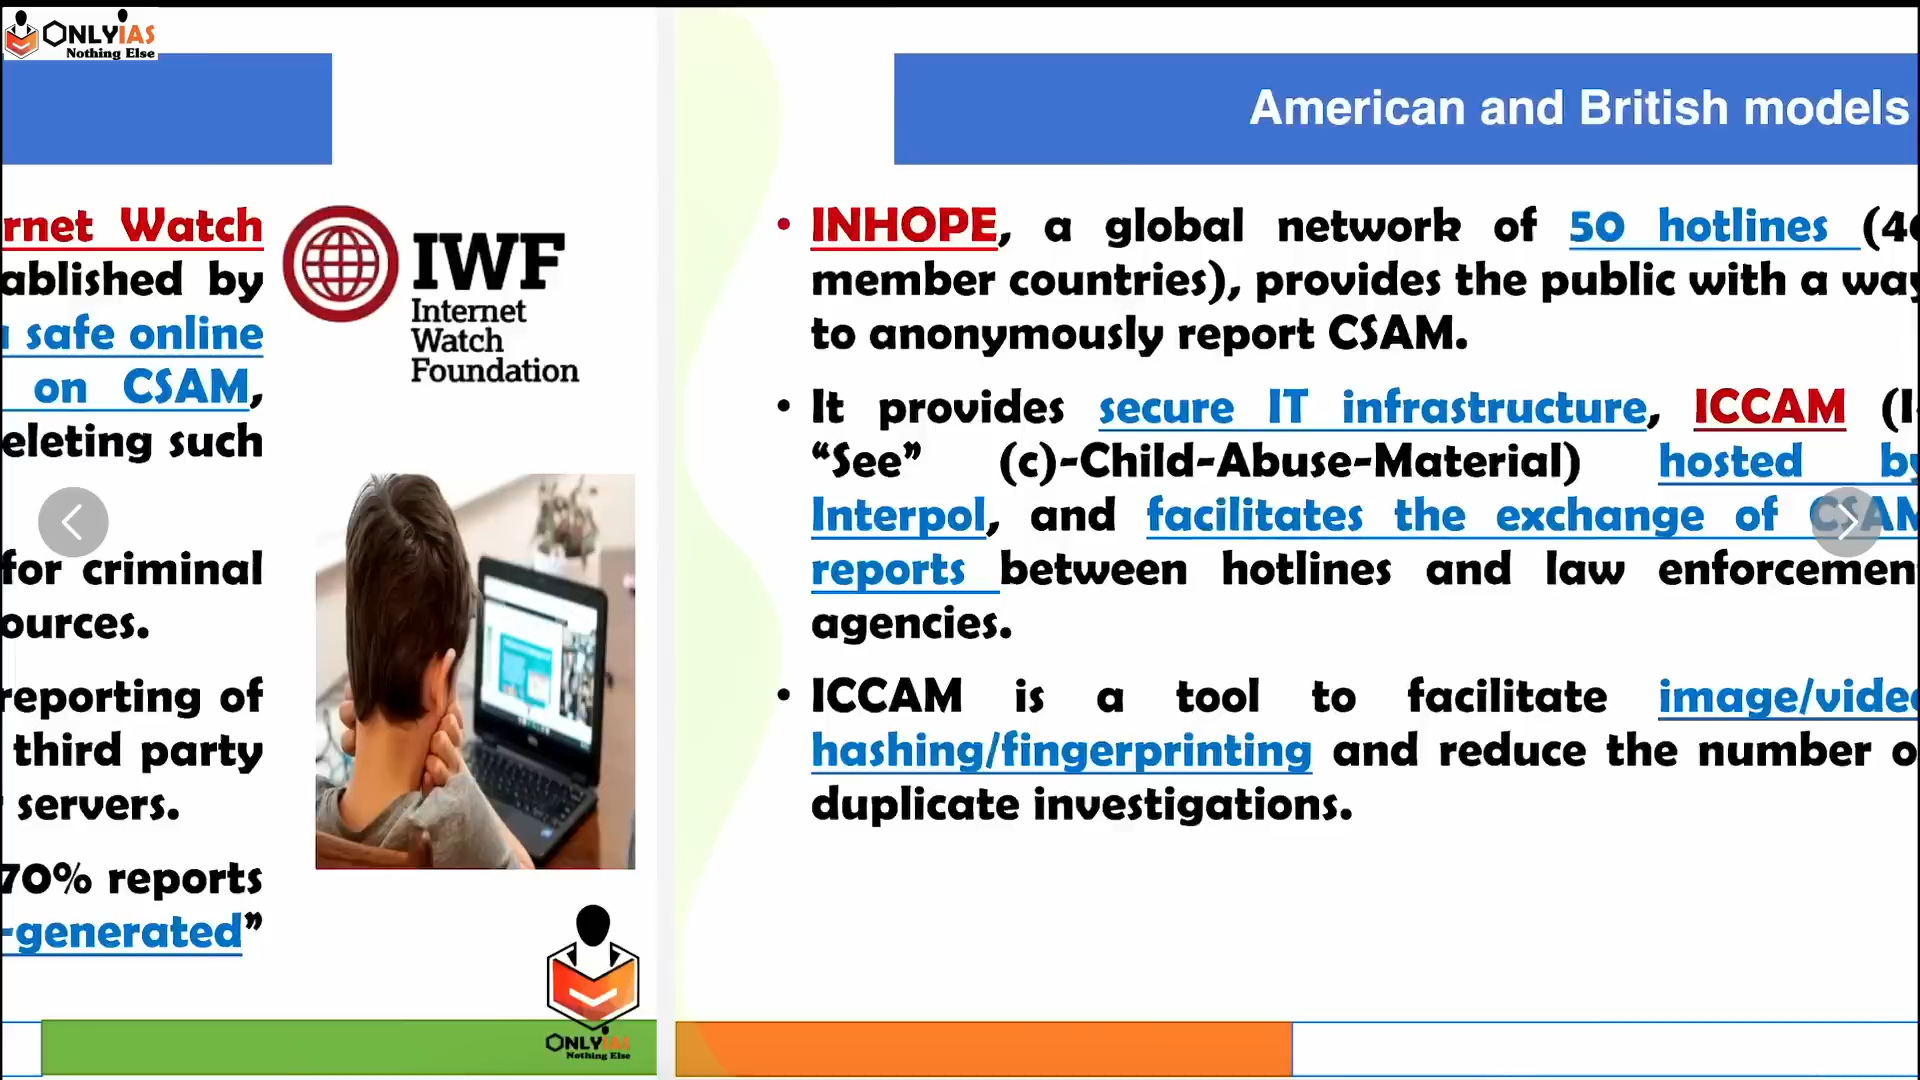 ONLYIAS
Nothing Else
rnet Watch
ablished by
safe online
on CSAM,
eleting such
for criminal
ources.
reporting of
third party
servers.
70% reports
-generated”
IWF
Internet
Watch
Foundation
ONLYIAS
Nothing Else
American and British models
• INHOPE, a global network of 50 hotlines (46
member countries), provides the public with a way
to anonymously report CSAM.
• It provides secure IT infrastructure, ICCAM (I-
“See” (c)-Child-Abuse-Material) hosted by
Interpol, and facilitates the exchange of CSAM
reports between hotlines and law enforcemen
agencies.
• ICCAM is a tool to facilitate image/video
hashing/fingerprinting and reduce the number o
duplicate investigations.